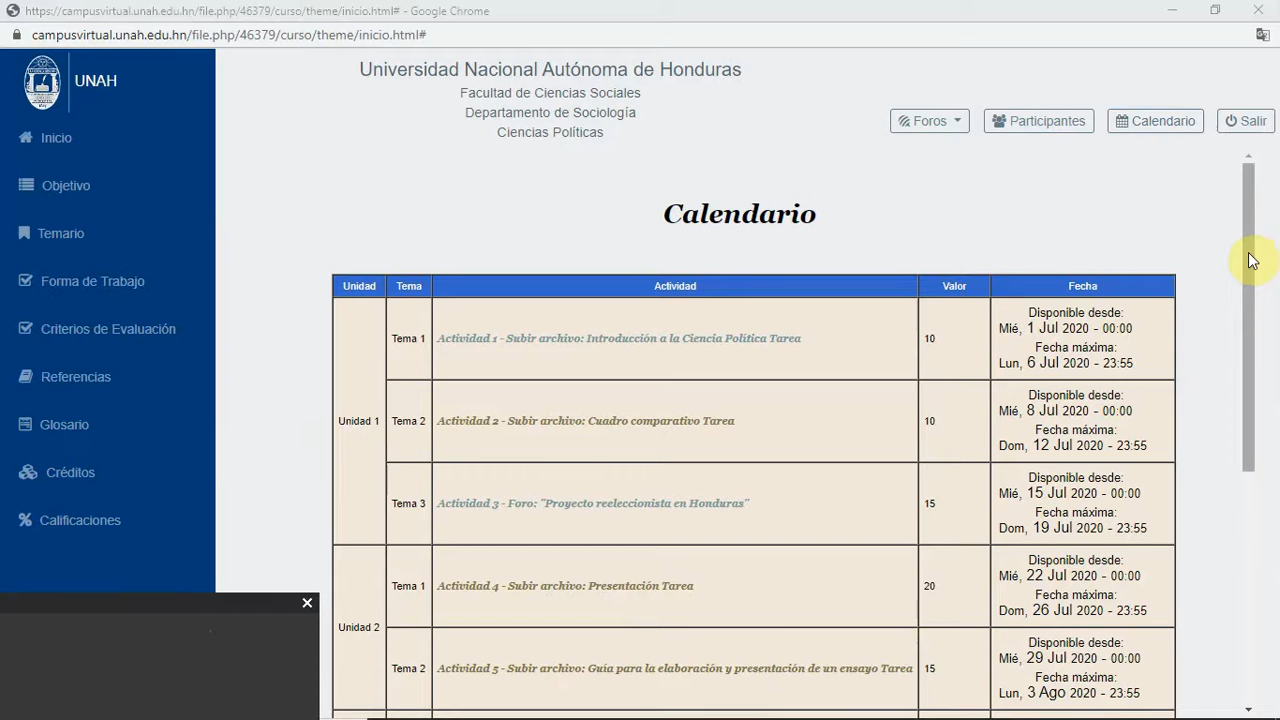 https://campusvirtual.unah.edu.hn/file.php/46379/curso/theme/inicio.html# - Google Chrome
campusvirtual.unah.edu.hn/file.php/46379/curso/theme/inicio.html#
UNAH
Inicio
Objetivo
Temario
Forma de Trabajo
Criterios de Evaluación
Referencias
Glosario
Créditos
Calificaciones
Universidad Nacional Autónoma de Honduras
Facultad de Ciencias Sociales
Departamento de Sociología
Ciencias Políticas
Foros Participantes Calendario Salir
Calendario
Unidad Tema Actividad Valor Fecha
Unidad 1
Tema 1 Actividad 1 - Subir archivo: Introducción a la Ciencia Política Tarea 10
Disponible desde:
Mié, 1 Jul 2020 - 00:00
Fecha máxima:
Lun, 6 Jul 2020 - 23:55
Tema 2 Actividad 2 - Subir archivo: Cuadro comparativo Tarea 10
Disponible desde:
Mié, 8 Jul 2020 - 00:00
Fecha máxima:
Dom, 12 Jul 2020 - 23:55
Tema 3 Actividad 3 - Foro: "Proyecto reeleccionista en Honduras" 15
Disponible desde:
Mié, 15 Jul 2020 - 00:00
Fecha máxima:
Dom, 19 Jul 2020 - 23:55
Unidad 2
Tema 1 Actividad 4 - Subir archivo: Presentación Tarea 20
Disponible desde:
Mié, 22 Jul 2020 - 00:00
Fecha máxima:
Dom, 26 Jul 2020 - 23:55
Tema 2 Actividad 5 - Subir archivo: Guía para la elaboración y presentación de un ensayo Tarea 15
Disponible desde:
Mié, 29 Jul 2020 - 00:00
Fecha máxima:
Lun, 3 Ago 2020 - 23:55